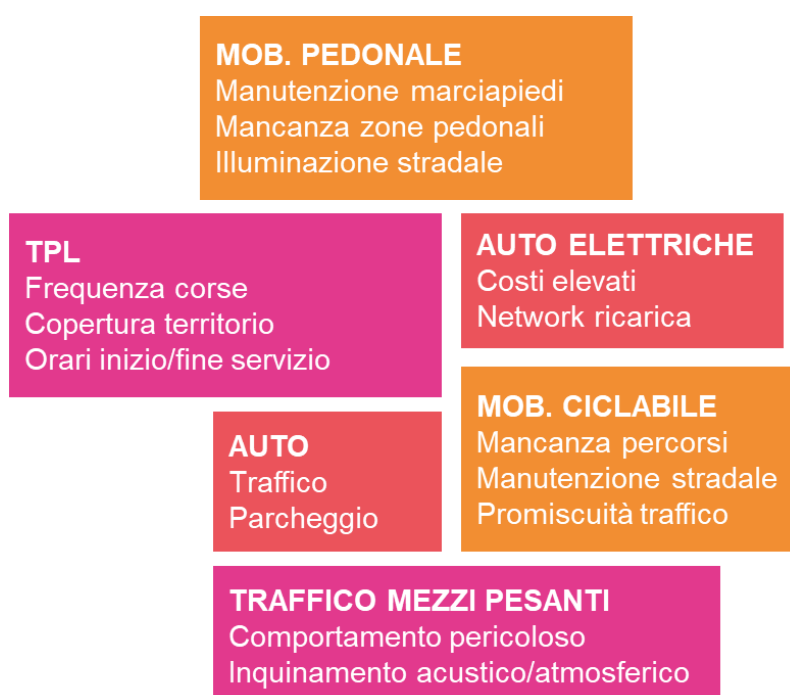 MOB. PEDONALE
Manutenzione marciapiedi
Mancanza zone pedonali
Illuminazione stradale
TPL
Frequenza corse
Copertura territorio
Orari inizio/fine servizio
AUTO ELETTRICHE
Costi elevati
Network ricarica
AUTO
Traffico
Parcheggio
MOB. CICLABILE
Mancanza percorsi
Manutenzione stradale
Promiscuità traffico
TRAFFICO MEZZI PESANTI
Comportamento pericoloso
Inquinamento acustico/atmosferico